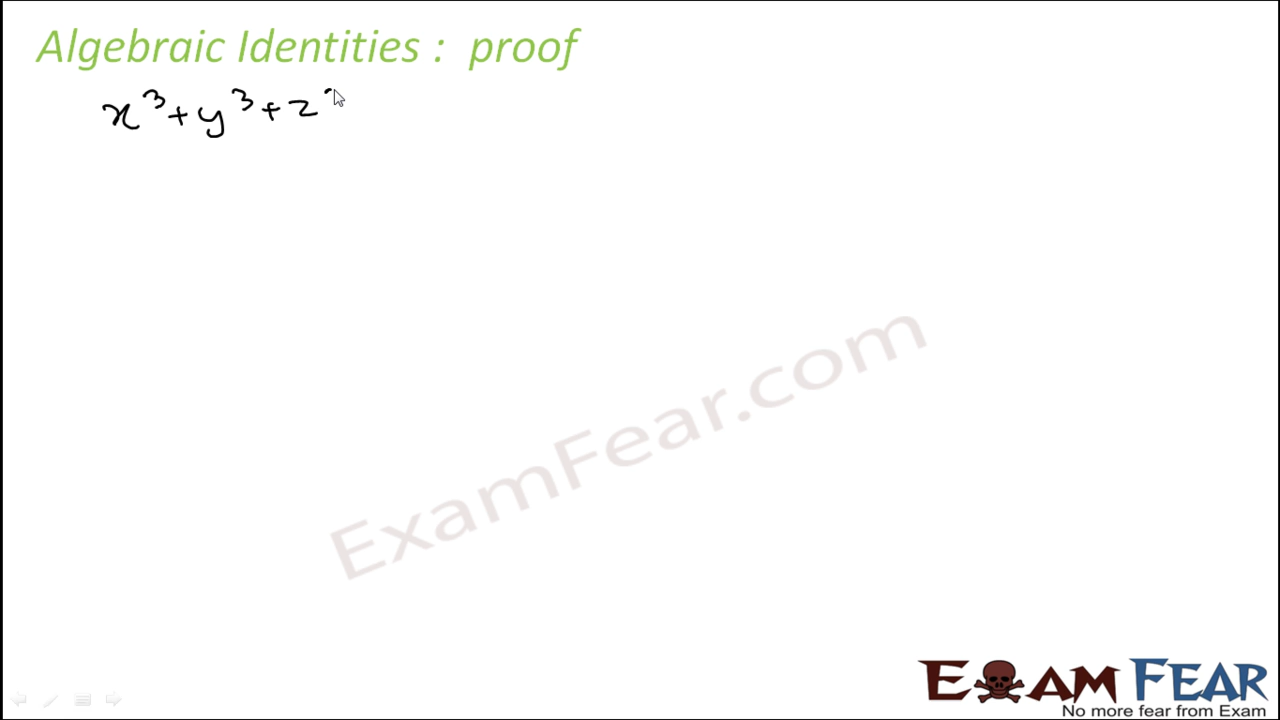 Algebraic Identities : proof
x³+y³+z
ExamFear.com
EXAM FEAR
No more fear from Exam